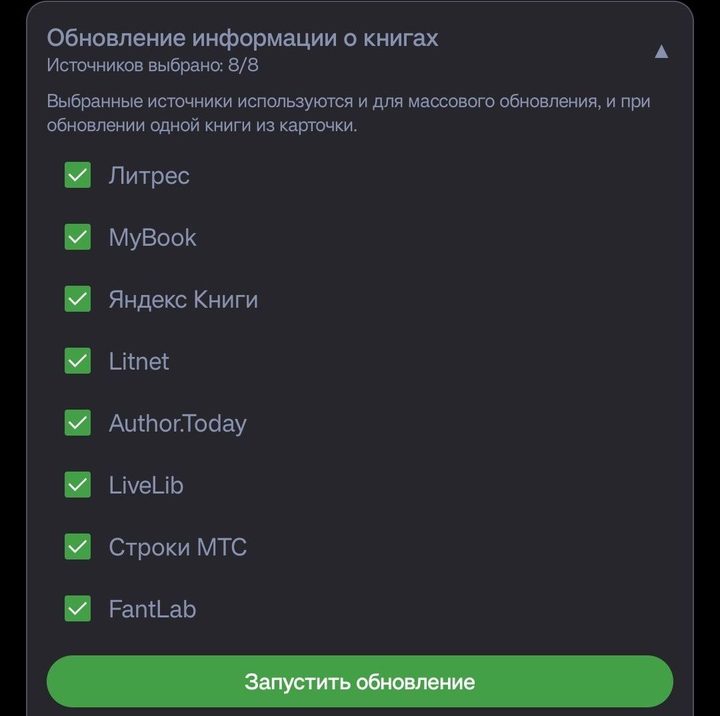 Обновление информации о книгах
Источников выбрано: 8/8
Выбранные источники используются и для массового обновления, и при
обновлении одной книги из карточки.
Литрес
MyBook
Яндекс Книги
Litnet
Author.Today
LiveLib
Строки МТС
FantLab
Запустить обновление